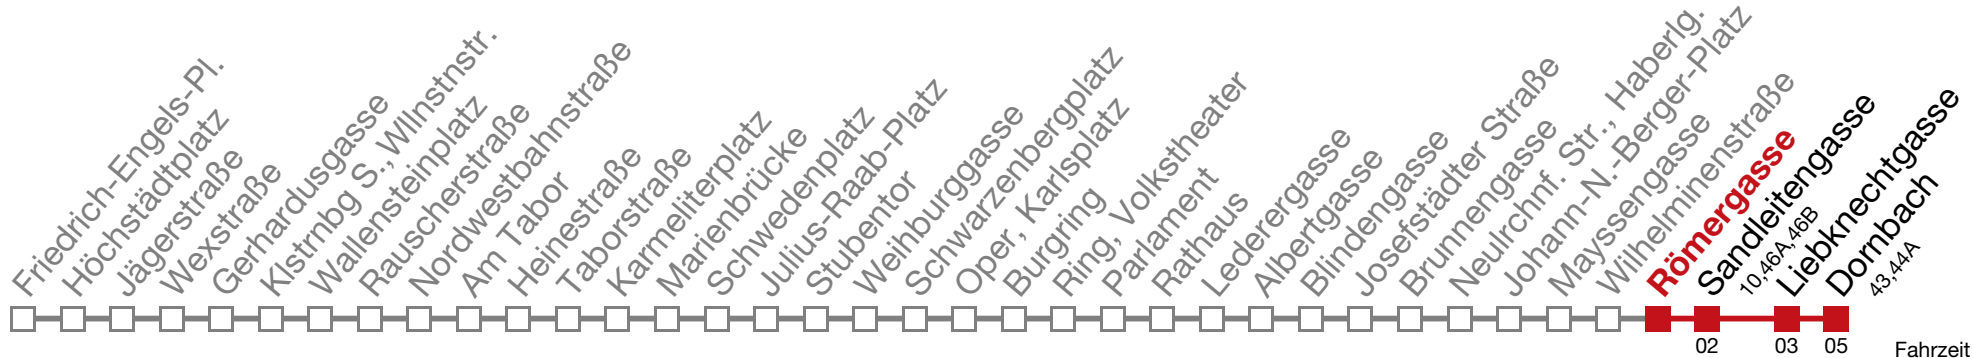 Friedrich-Engels-Pl.
Höchstädtplatz
Jägerstraße
Wexstraße
Gerhardusgasse
Klstrnbg S., Wllnstnstr.
Wallensteinplatz
Rauscherstraße
Nordwestbahnstraße
Am Tabor
Heinestraße
Taborstraße
Karmeliterplatz
Marienbrücke
Schwedenplatz
Julius-Raab-Platz
Stubentor
Weihburggasse
Schwarzenbergplatz
Oper, Karlsplatz
Burgring
Ring, Volkstheater
Parlament
Rathaus
Lederergasse
Albertgasse
Blindengasse
Josefstädter Straße
Brunnengasse
Neulrchnf. Str., Haberlg.
Johann-N.-Berger-Platz
Mayssengasse
Wilhelminenstraße
Römergasse
Sandleitengasse
10,46A,46B
Liebknechtgasse
Dornbach
43,44A
02 03 05 Fahrzeit